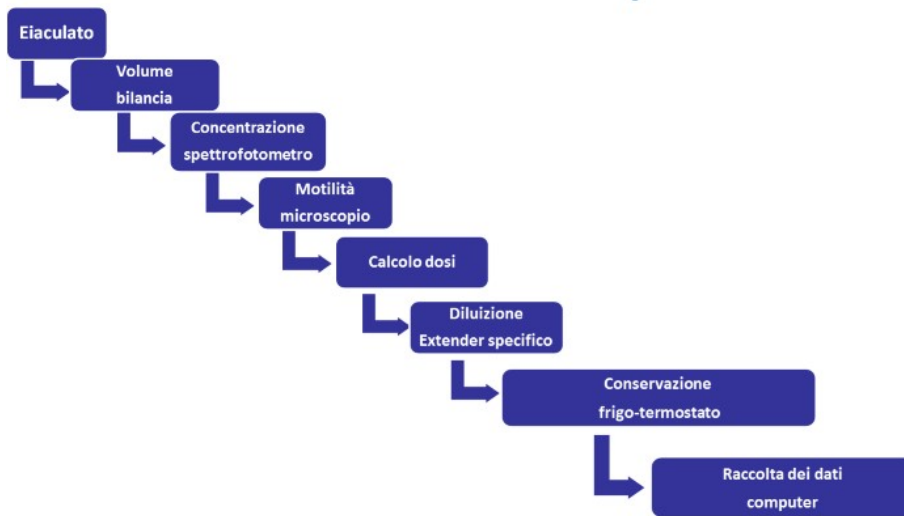 Eiaculato
Volume
bilancia
Concentrazione
spettrofotometro
Motilità
microscopio
Calcolo dosi
Diluizione
Extender specifico
Conservazione
frigo-termostato
Raccolta dei dati
computer